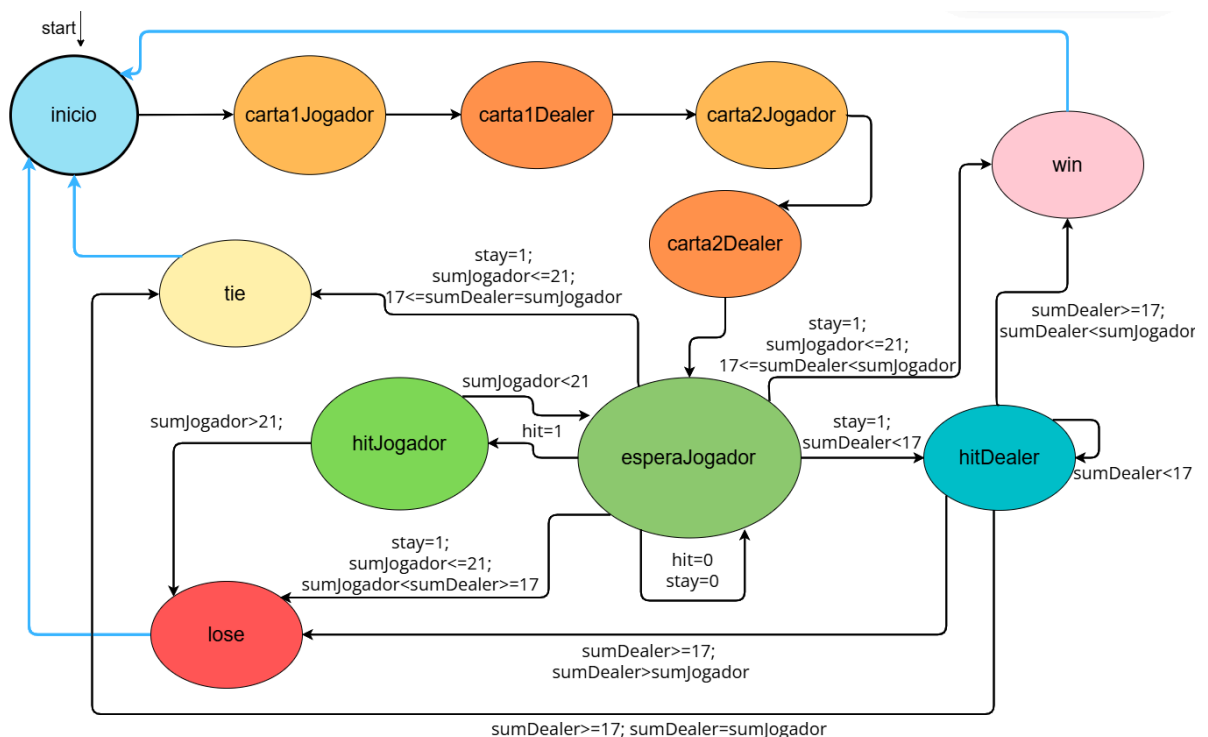 start
inicio
carta1Jogador
carta1Dealer
carta2Jogador
win
carta2Dealer
tie
stay=1;
sumJogador<=21;
17<=sumDealer=sumJogador
stay=1;
sumJogador<=21;
17<=sumDealer<sumJogador
sumDealer>=17;
sumDealer<sumJogador
sumJogador<21
sumJogador>21;
hitJogador
hit=1
esperaJogador
stay=1;
sumDealer<17
hitDealer
sumDealer<17
stay=1;
sumJogador<=21;
sumJogador<sumDealer>=17
hit=0
stay=0
lose
sumDealer>=17;
sumDealer>sumJogador
sumDealer>=17; sumDealer=sumJogador